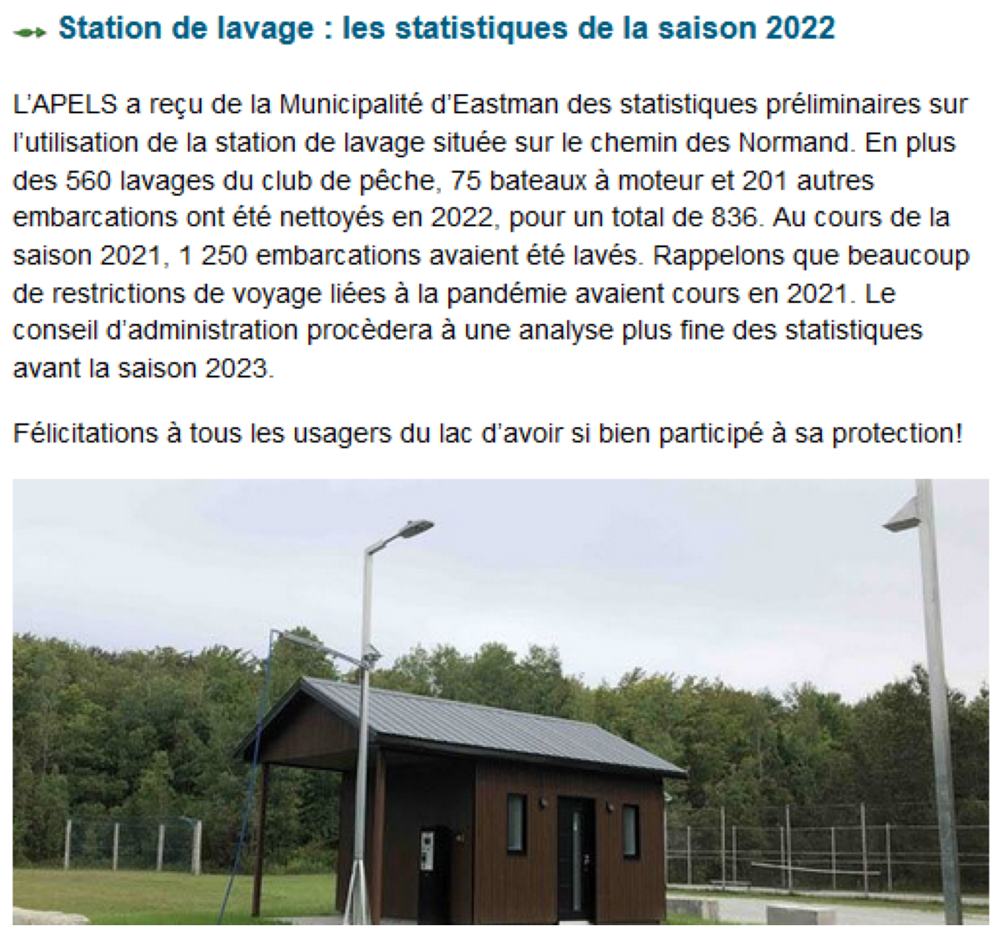 Station de lavage : les statistiques de la saison 2022
L’APELS a reçu de la Municipalité d’Eastman des statistiques préliminaires sur
l’utilisation de la station de lavage située sur le chemin des Normand. En plus
des 560 lavages du club de pêche, 75 bateaux à moteur et 201 autres
embarcations ont été nettoyés en 2022, pour un total de 836. Au cours de la
saison 2021, 1 250 embarcations avaient été lavés. Rappelons que beaucoup
de restrictions de voyage liées à la pandémie avaient cours en 2021. Le
conseil d’administration procèdera à une analyse plus fine des statistiques
avant la saison 2023.
Félicitations à tous les usagers du lac d’avoir si bien participé à sa protection!